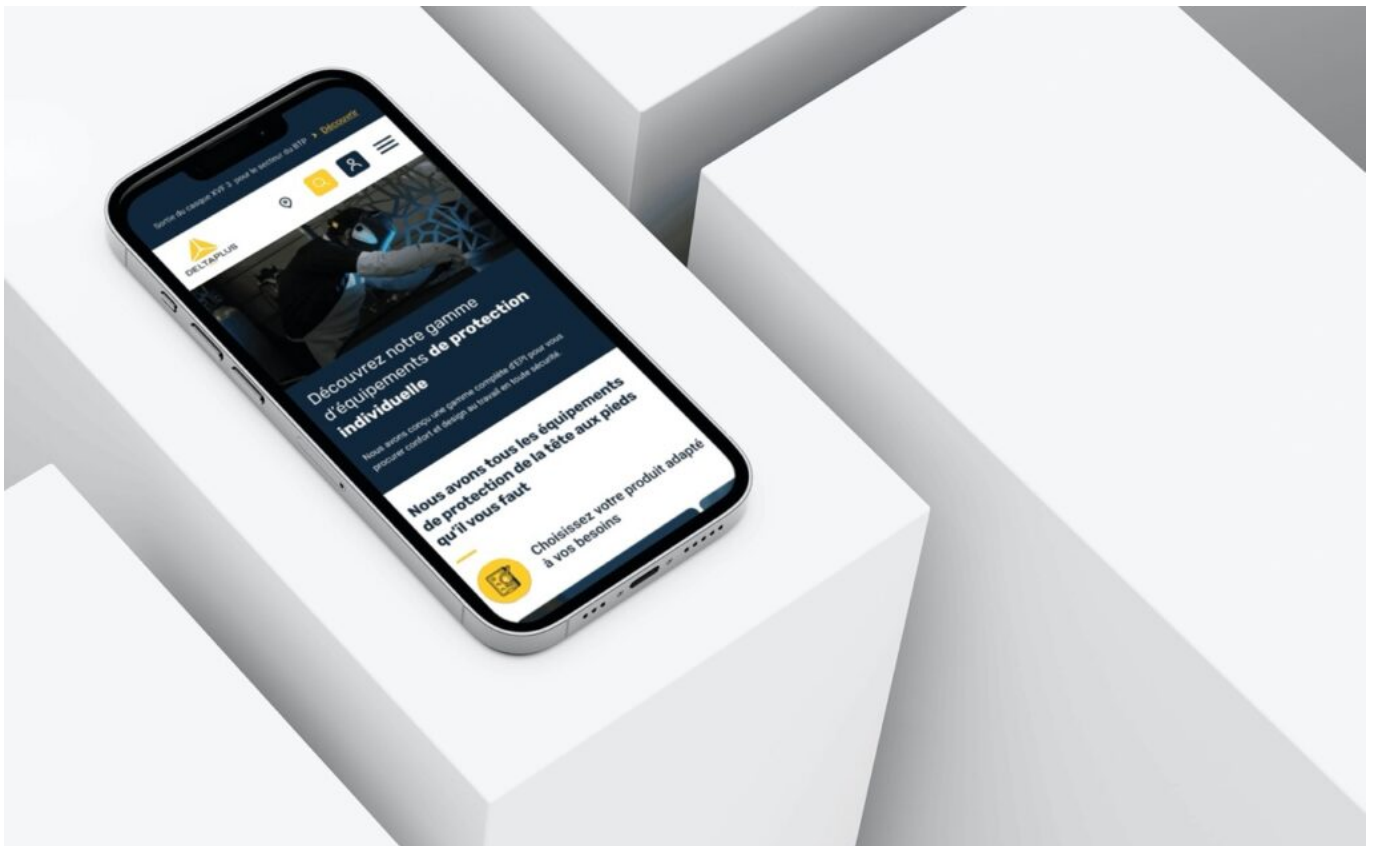 Sortie du casque XVF 3 pour le secteur du BTP > Découvrir
DELTAPLUS
Découvrez notre gamme
d'équipements de protection
individuelle
Nous avons conçu une gamme complète d'EPI pour vous
procurer confort et design au travail en toute sécurité.
Nous avons tous les équipements
de protection de la tête aux pieds
qu'il vous faut
Choisissez votre produit adapté
à vos besoins